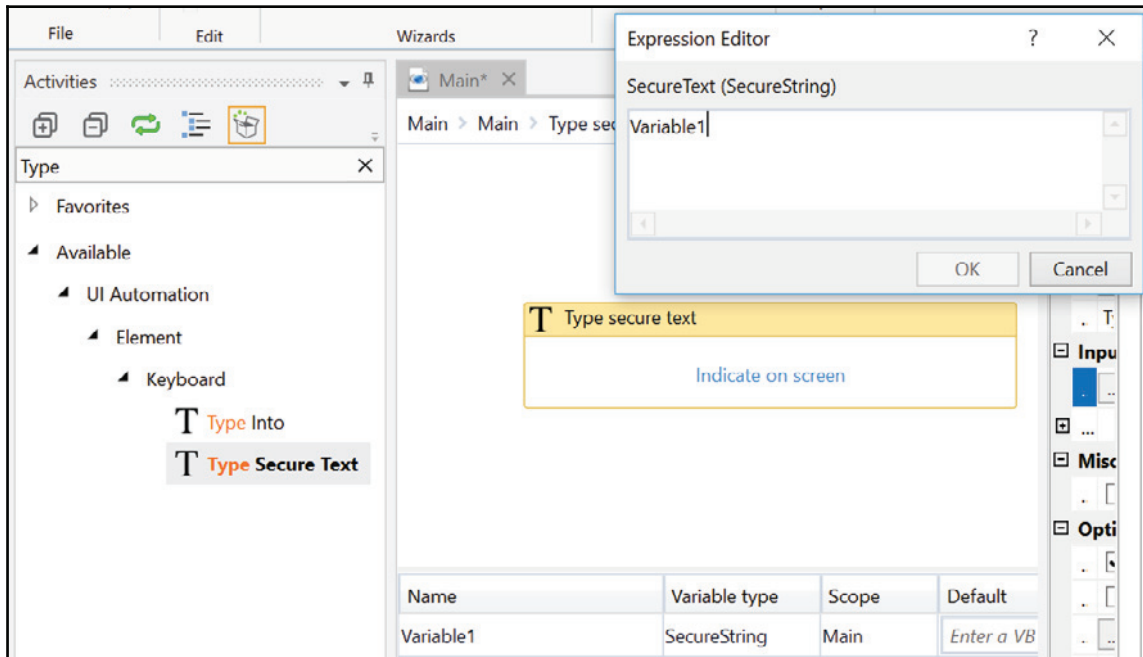 File Edit Wizards
Expression Editor ? ×
Activities
Main* ×
SecureText (SecureString)
Main > Main > Type sec
Variable1
Type ×
Favorites
Available
OK Cancel
UI Automation
Type secure text
Element
Inpu
Indicate on screen
Keyboard
Type Into
...
Type Secure Text
Misc
Opti
Name Variable type Scope Default
Variable1 SecureString Main Enter a VB